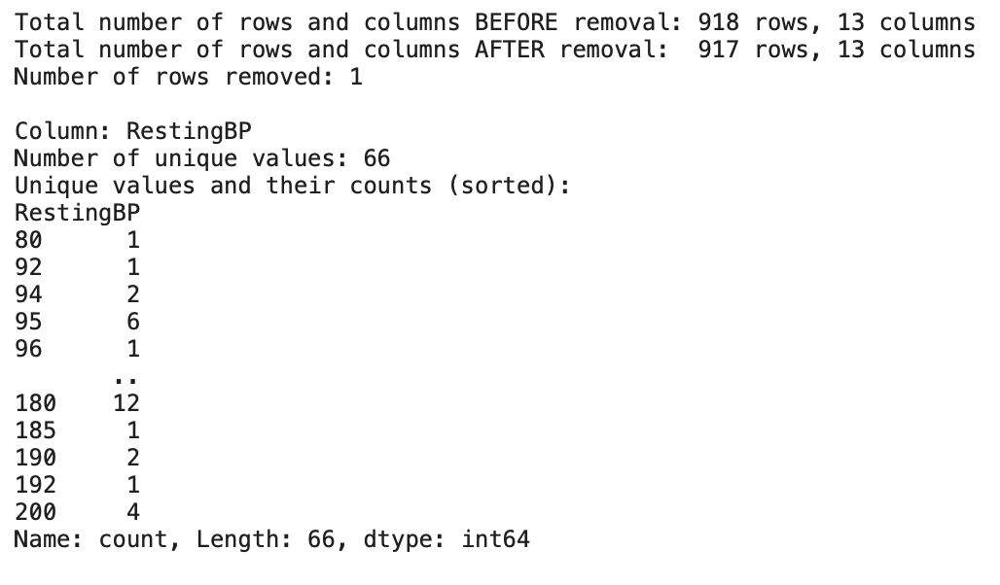 Total number of rows and columns BEFORE removal: 918 rows, 13 columns
Total number of rows and columns AFTER removal:  917 rows, 13 columns
Number of rows removed: 1

Column: RestingBP
Number of unique values: 66
Unique values and their counts (sorted):
RestingBP
80      1
92      1
94      2
95      6
96      1
       ..
180    12
185     1
190     2
192     1
200     4
Name: count, Length: 66, dtype: int64